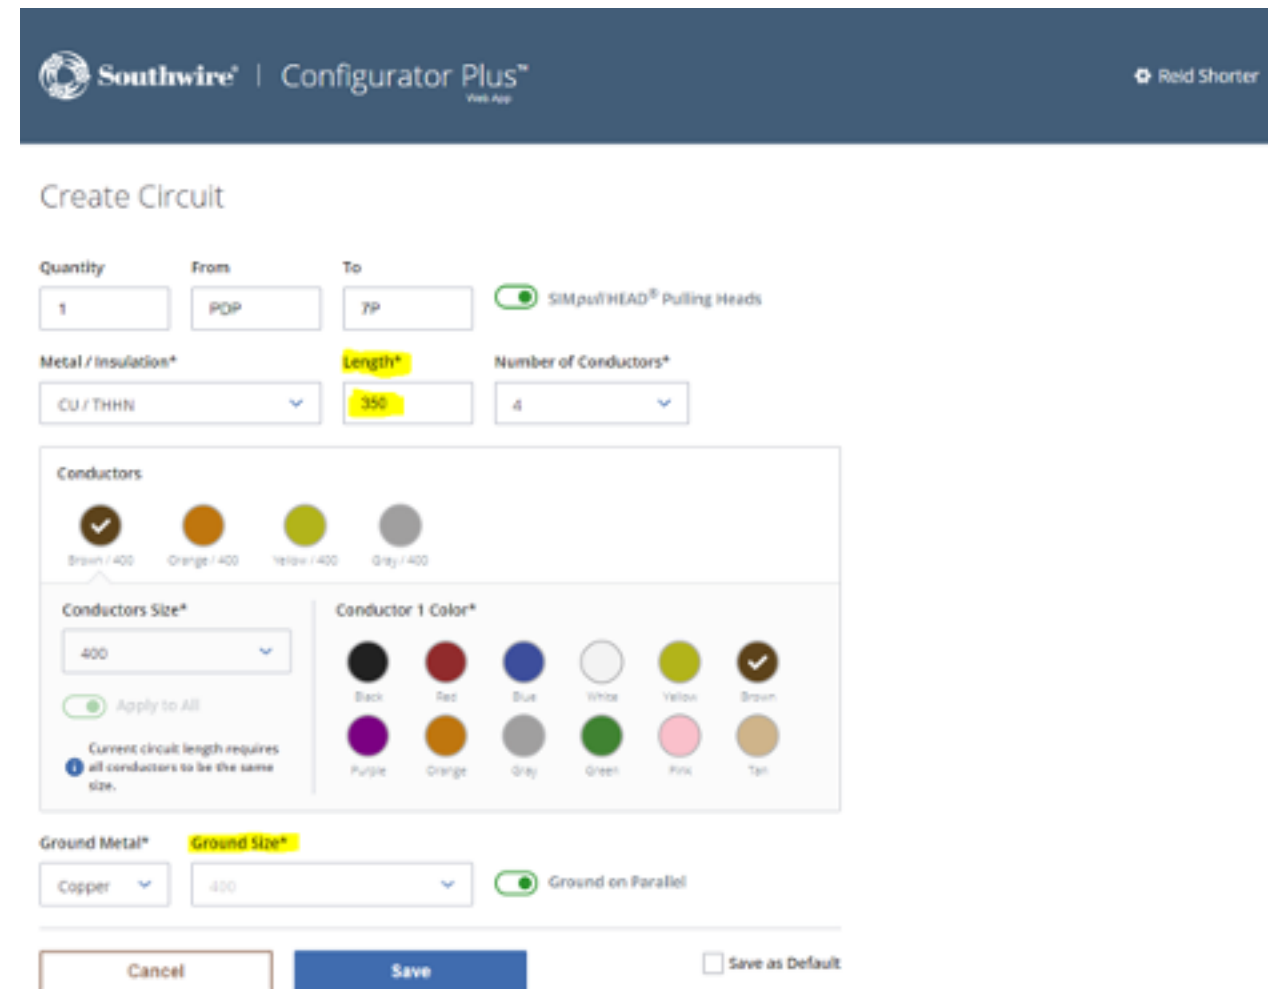 Southwire® | Configurator Plus™
Web App
Reid Shorter
Create Circuit
Quantity From To
1 PDP 7P SIMpullHEAD® Pulling Heads
Metal / Insulation* Length* Number of Conductors*
CU / THHN 350 4
Conductors
Brown / 400 Orange / 400 Yellow / 400 Gray / 400
Conductors Size* Conductor 1 Color*
400
Black Red Blue White Yellow Brown
Apply to All
Current circuit length requires
all conductors to be the same
size.
Purple Orange Gray Green Pink Tan
Ground Metal* Ground Size*
Copper 400 Ground on Parallel
Cancel Save Save as Default